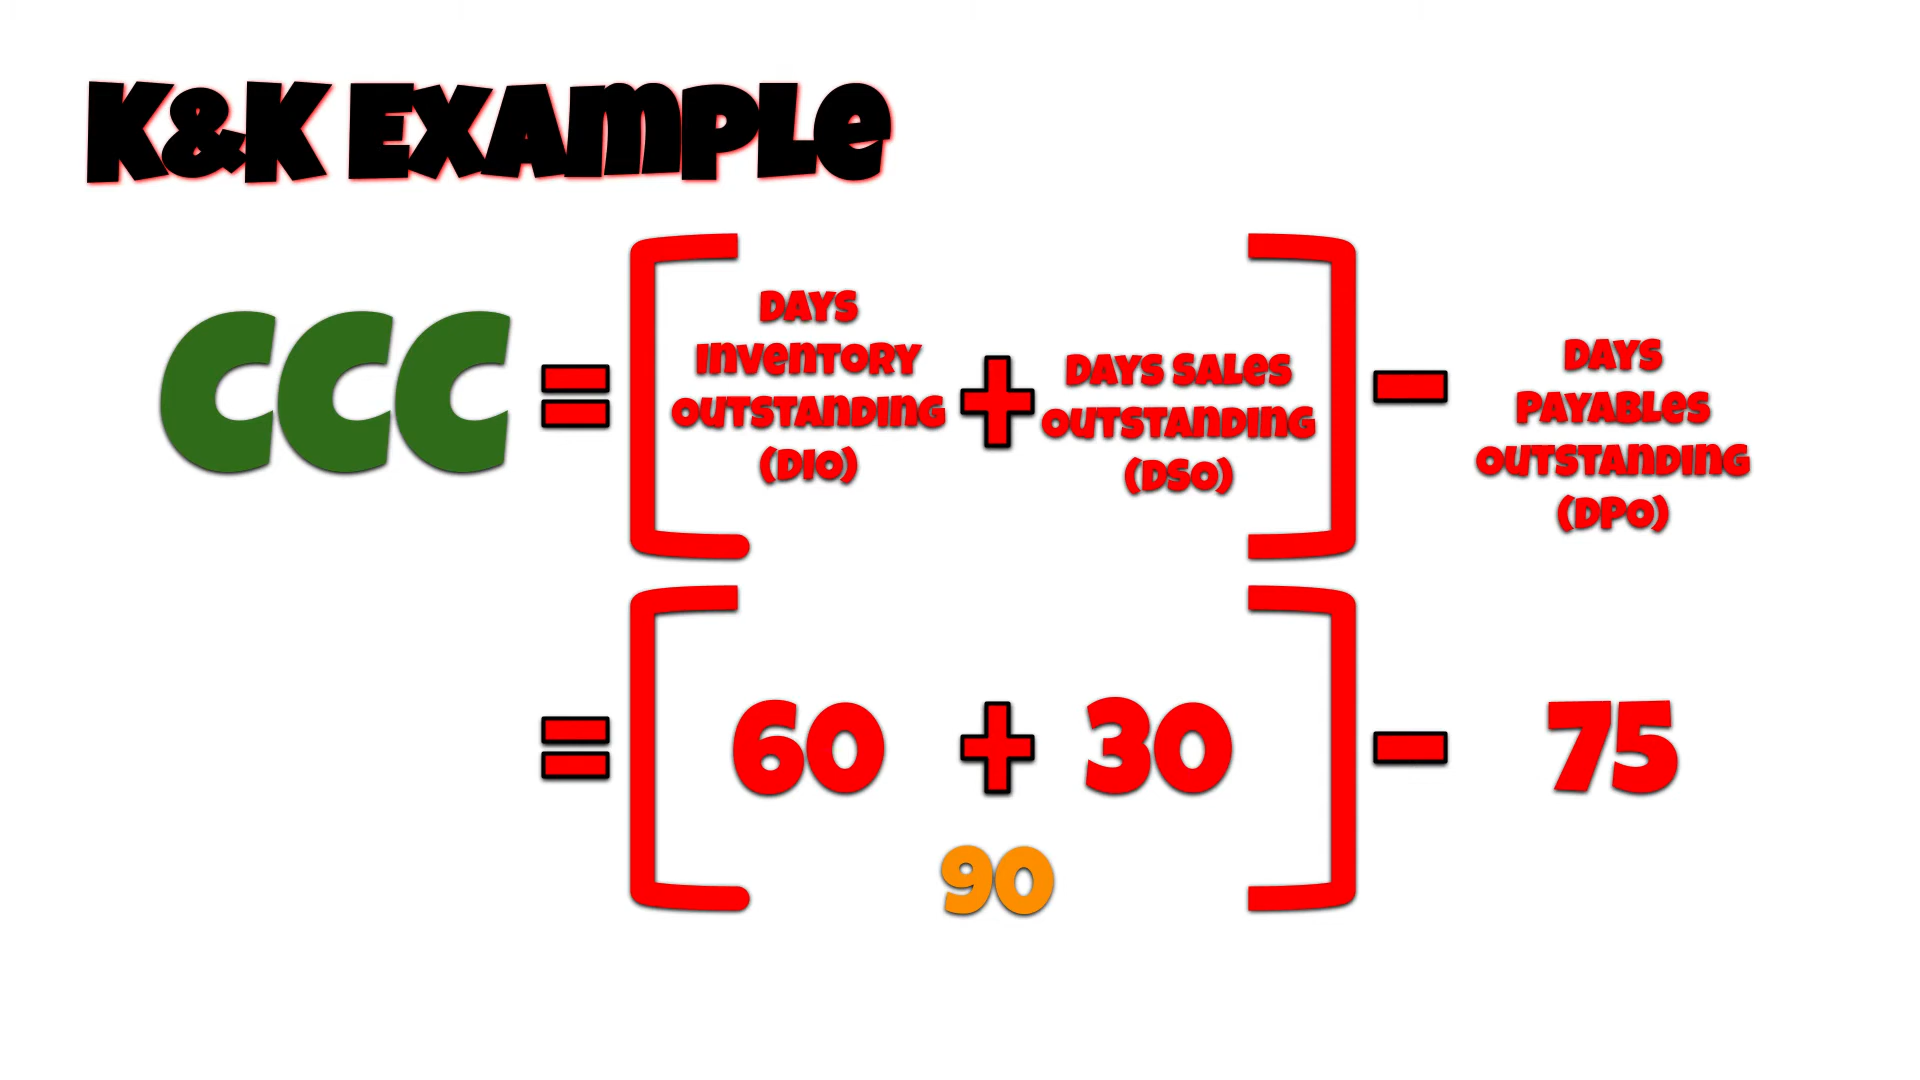 K&K Example
CCC = [ Days Inventory Outstanding (DIO) + Days Sales Outstanding (DSO) ] - Days Payables Outstanding (DPO)
= [ 60 + 30 ] - 75
90